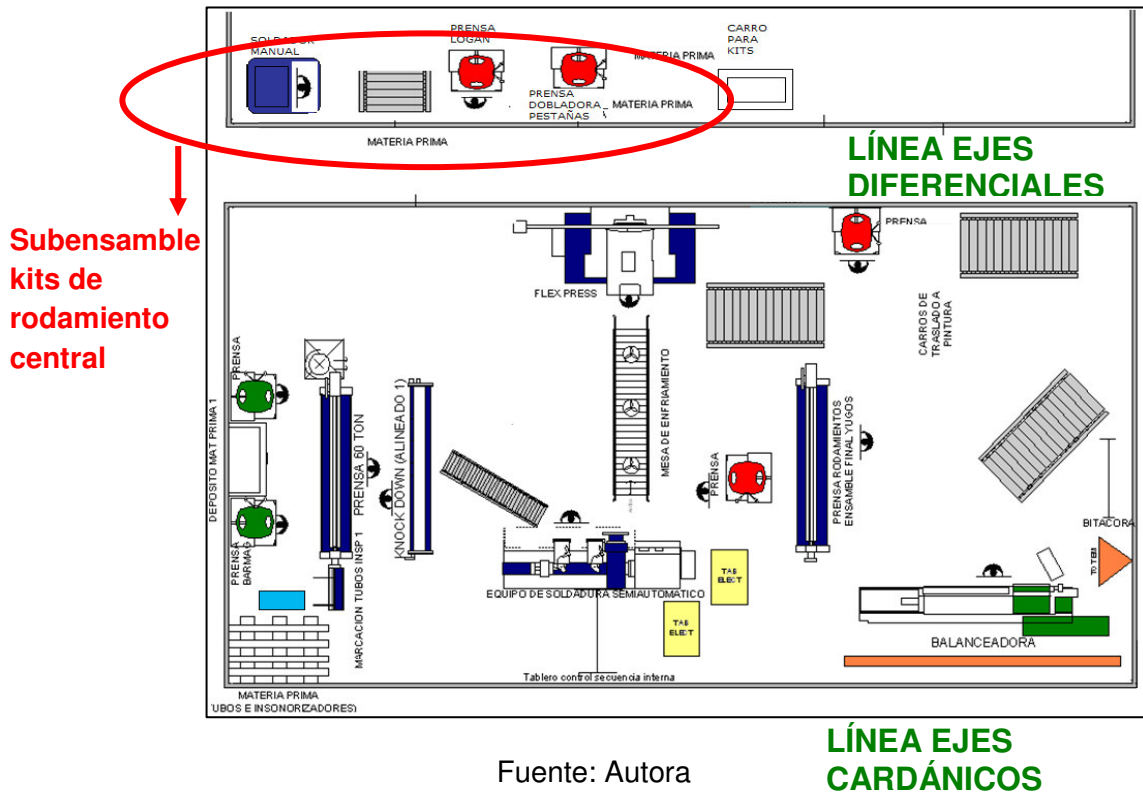 SOLDADOR
MANUAL
PRENSA
LOGAN
CARRO
PARA
KITS
MATERIA PRIMA
PRENSA
DOBLADORA
PESTAÑAS
MATERIA PRIMA
MATERIA PRIMA
LÍNEA EJES
DIFERENCIALES
Subensamble
kits de
rodamiento
central
PRENSA
FLEX PRESS
CARROS DE
TRASLADO A
PINTURA
PRENSA
DEPOSITO MAT PRIMA 1
PRENSA 60 TON
KNOCK DOWN (ALINEADO 1)
MESA DE ENFRIAMIENTO
PRENSA
PRENSA RODAMIENTOS
ENSAMBLE FINAL YUGOS
BITACORA
PRENSA
BARMAG
MARCACION TUBOS INSP 1
EQUIPO DE SOLDADURA SEMIAUTOMATICO
TAB
ELECT
TAB
ELECT
TOTEM
BALANCEADORA
Tablero control secuencia interna
MATERIA PRIMA
UBOS E INSONORIZADORES)
LÍNEA EJES
CARDÁNICOS
Fuente: Autora